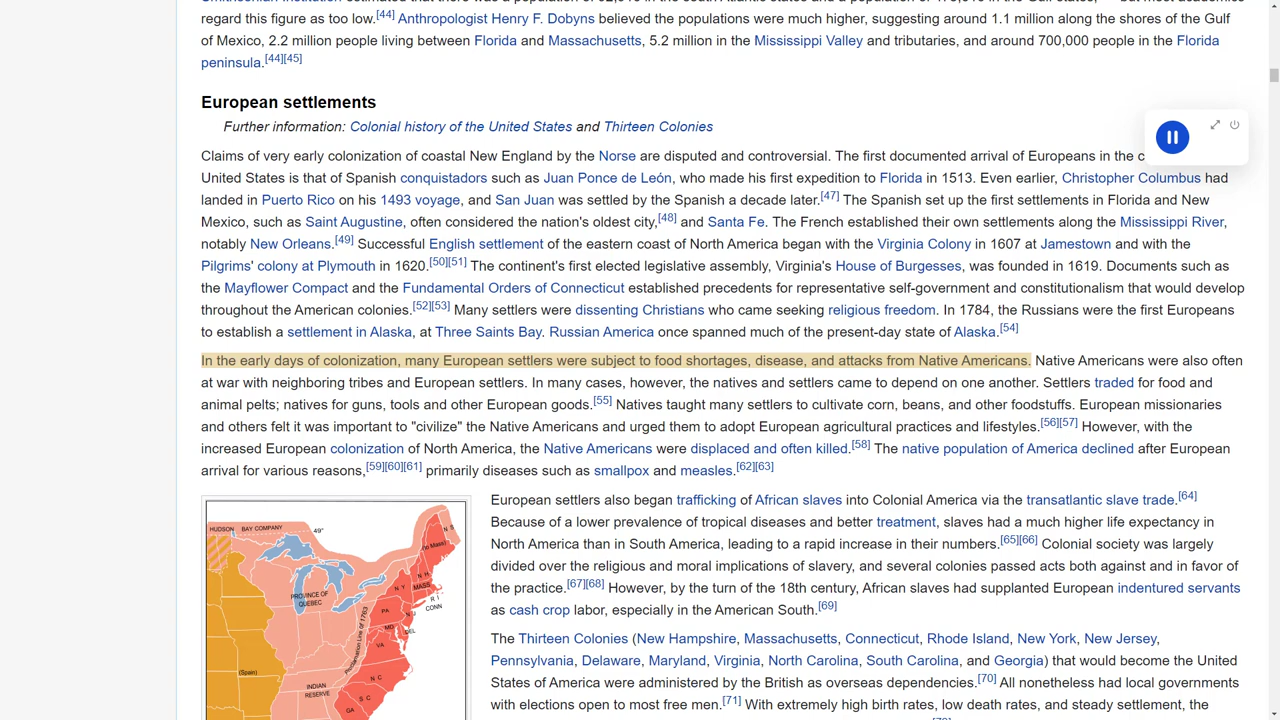 regard this figure as too low.[44] Anthropologist Henry F. Dobyns believed the populations were much higher, suggesting around 1.1 million along the shores of the Gulf
of Mexico, 2.2 million people living between Florida and Massachusetts, 5.2 million in the Mississippi Valley and tributaries, and around 700,000 people in the Florida
peninsula.[44][45]
European settlements
Further information: Colonial history of the United States and Thirteen Colonies
Claims of very early colonization of coastal New England by the Norse are disputed and controversial. The first documented arrival of Europeans in the c
United States is that of Spanish conquistadors such as Juan Ponce de León, who made his first expedition to Florida in 1513. Even earlier, Christopher Columbus had
landed in Puerto Rico on his 1493 voyage, and San Juan was settled by the Spanish a decade later.[47] The Spanish set up the first settlements in Florida and New
Mexico, such as Saint Augustine, often considered the nation's oldest city,[48] and Santa Fe. The French established their own settlements along the Mississippi River,
notably New Orleans.[49] Successful English settlement of the eastern coast of North America began with the Virginia Colony in 1607 at Jamestown and with the
Pilgrims' colony at Plymouth in 1620.[50][51] The continent's first elected legislative assembly, Virginia's House of Burgesses, was founded in 1619. Documents such as
the Mayflower Compact and the Fundamental Orders of Connecticut established precedents for representative self-government and constitutionalism that would develop
throughout the American colonies.[52][53] Many settlers were dissenting Christians who came seeking religious freedom. In 1784, the Russians were the first Europeans
to establish a settlement in Alaska, at Three Saints Bay. Russian America once spanned much of the present-day state of Alaska.[54]
In the early days of colonization, many European settlers were subject to food shortages, disease, and attacks from Native Americans. Native Americans were also often
at war with neighboring tribes and European settlers. In many cases, however, the natives and settlers came to depend on one another. Settlers traded for food and
animal pelts; natives for guns, tools and other European goods.[55] Natives taught many settlers to cultivate corn, beans, and other foodstuffs. European missionaries
and others felt it was important to "civilize" the Native Americans and urged them to adopt European agricultural practices and lifestyles.[56][57] However, with the
increased European colonization of North America, the Native Americans were displaced and often killed.[58] The native population of America declined after European
arrival for various reasons,[59][60][61] primarily diseases such as smallpox and measles.[62][63]
European settlers also began trafficking of African slaves into Colonial America via the transatlantic slave trade.[64]
Because of a lower prevalence of tropical diseases and better treatment, slaves had a much higher life expectancy in
North America than in South America, leading to a rapid increase in their numbers.[65][66] Colonial society was largely
divided over the religious and moral implications of slavery, and several colonies passed acts both against and in favor of
the practice.[67][68] However, by the turn of the 18th century, African slaves had supplanted European indentured servants
as cash crop labor, especially in the American South.[69]
The Thirteen Colonies (New Hampshire, Massachusetts, Connecticut, Rhode Island, New York, New Jersey,
Pennsylvania, Delaware, Maryland, Virginia, North Carolina, South Carolina, and Georgia) that would become the United
States of America were administered by the British as overseas dependencies.[70] All nonetheless had local governments
with elections open to most free men.[71] With extremely high birth rates, low death rates, and steady settlement, the
HUDSON BAY COMPANY 49°
N S
(to Mass)
PROVINCE OF
QUEBEC
N H
N Y MASS
R I
CONN
PA
N J
MD
DEL
VA
Proclamation Line of 1763
(Spain)
N C
INDIAN
RESERVE
S C
GA